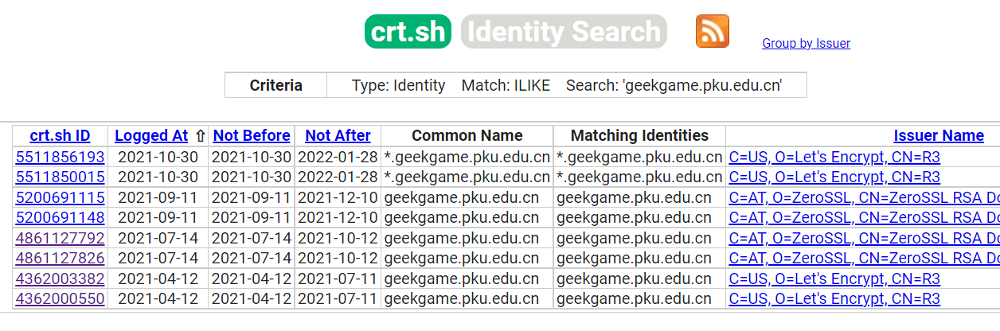 crt.sh Identity Search Group by Issuer
Criteria Type: Identity Match: ILIKE Search: 'geekgame.pku.edu.cn'
crt.sh ID Logged At ⇧ Not Before Not After Common Name Matching Identities Issuer Name
5511856193 2021-10-30 2021-10-30 2022-01-28 *.geekgame.pku.edu.cn *.geekgame.pku.edu.cn C=US, O=Let's Encrypt, CN=R3
5511850015 2021-10-30 2021-10-30 2022-01-28 *.geekgame.pku.edu.cn *.geekgame.pku.edu.cn C=US, O=Let's Encrypt, CN=R3
5200691115 2021-09-11 2021-09-11 2021-12-10 geekgame.pku.edu.cn geekgame.pku.edu.cn C=AT, O=ZeroSSL, CN=ZeroSSL RSA Do
5200691148 2021-09-11 2021-09-11 2021-12-10 geekgame.pku.edu.cn geekgame.pku.edu.cn C=AT, O=ZeroSSL, CN=ZeroSSL RSA Do
4861127792 2021-07-14 2021-07-14 2021-10-12 geekgame.pku.edu.cn geekgame.pku.edu.cn C=AT, O=ZeroSSL, CN=ZeroSSL RSA Do
4861127826 2021-07-14 2021-07-14 2021-10-12 geekgame.pku.edu.cn geekgame.pku.edu.cn C=AT, O=ZeroSSL, CN=ZeroSSL RSA Do
4362003382 2021-04-12 2021-04-12 2021-07-11 geekgame.pku.edu.cn geekgame.pku.edu.cn C=US, O=Let's Encrypt, CN=R3
4362000550 2021-04-12 2021-04-12 2021-07-11 geekgame.pku.edu.cn geekgame.pku.edu.cn C=US, O=Let's Encrypt, CN=R3